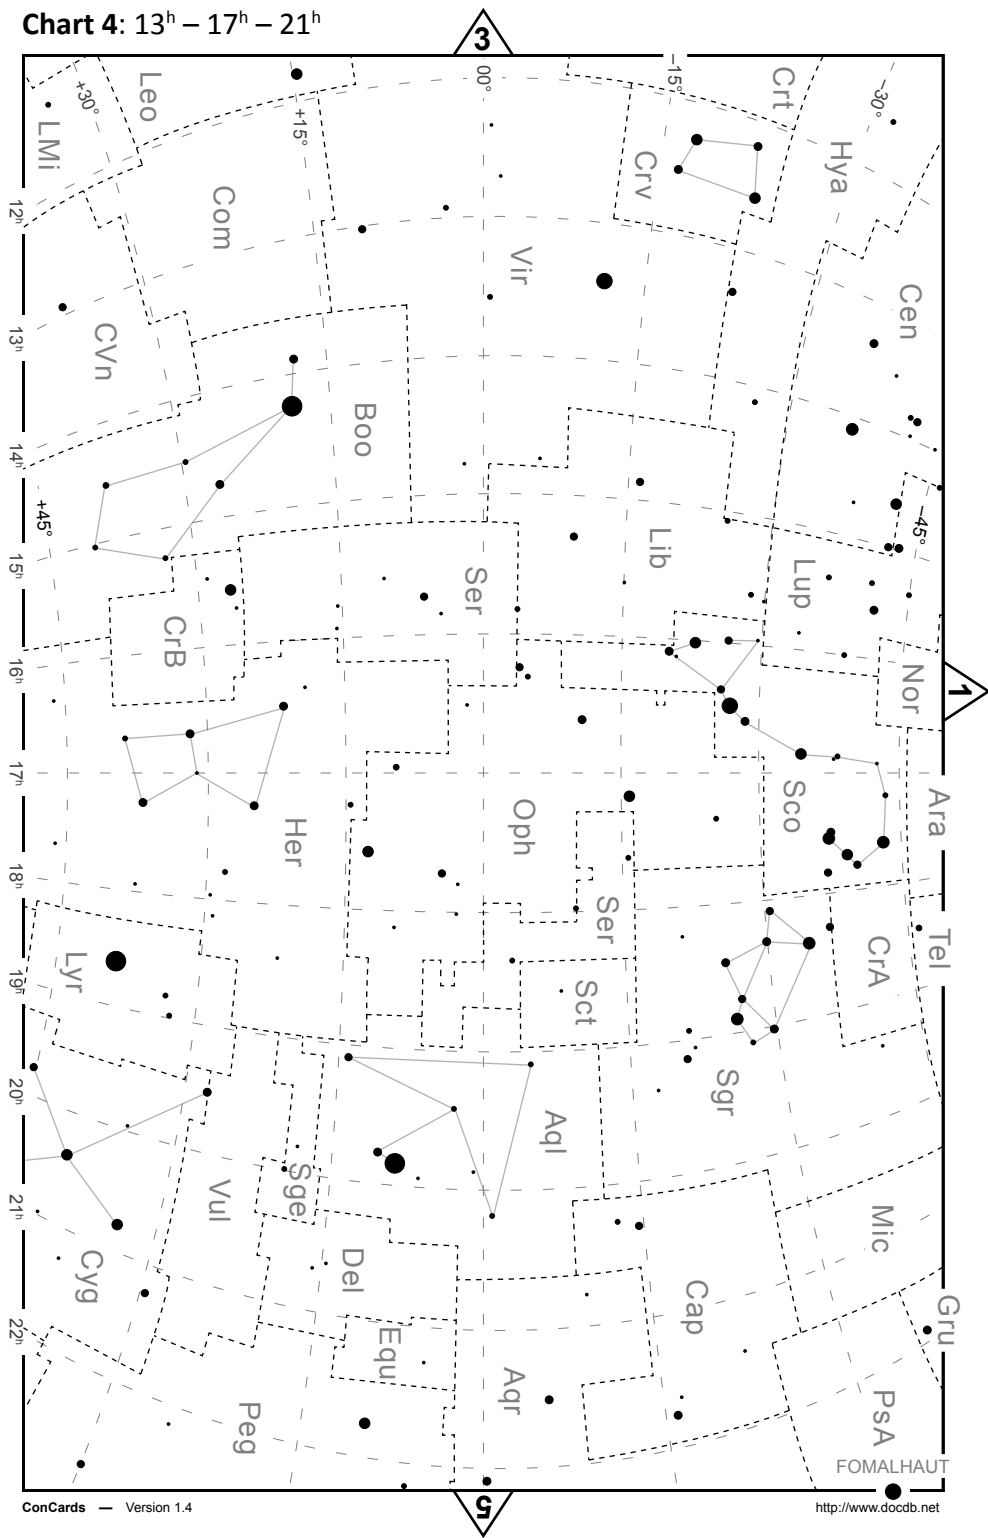 Chart 4: 13h – 17h – 21h
3
00°
–15°
–30°
+30°
+15°
Leo
LMi
Crt
Hya
Crv
Com
Vir
Cen
12h
13h
CVn
Boo
14h
+45°
–45°
15h
Lib
Lup
Ser
CrB
16h
Nor
1
17h
Her
Oph
Sco
Ara
18h
Ser
Lyr
Sct
CrA
Tel
19h
20h
Sgr
Aql
Sge
Vul
21h
Mic
Cyg
Del
Cap
Gru
22h
Equ
Aqr
Peg
PsA
FOMALHAUT
ConCards — Version 1.4
5
http://www.docdb.net